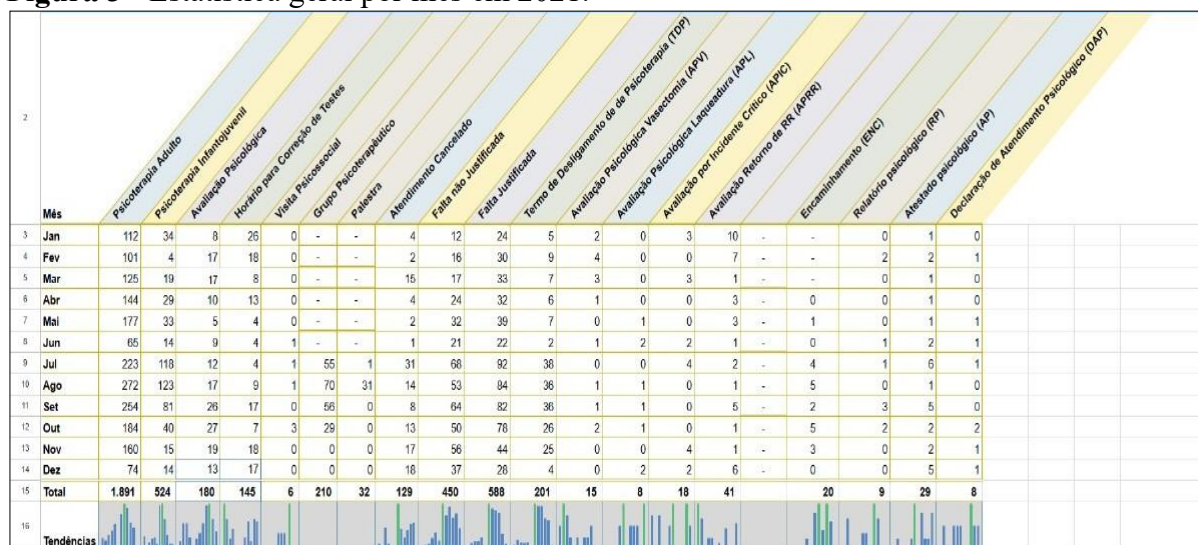 Figura 3 - Estatística geral por mês em 2021.
2 Mês Psicoterapia Adulto Psicoterapia Infantojuvenil Avaliação Psicológica Horário para Correção de Testes Visita Psicossocial Grupo Psicoterapêutico Palestra Atendimento Cancelado Falta não Justificada Falta Justificada Termo de Desligamento de de Psicoterapia (TDP) Avaliação Psicológica Vasectomia (APV) Avaliação Psicológica Laqueadura (APL) Avaliação por Incidente Crítico (APIC) Avaliação Retorno de RR (APRR) Encaminhamento (ENC) Relatório psicológico (RP) Atestado psicológico (AP) Declaração de Atendimento Psicológico (DAP)
3 Jan 112 34 8 26 0 - - 4 12 24 5 2 0 3 10 - - 0 1 0
4 Fev 101 4 17 18 0 - - 2 16 30 9 4 0 0 7 - - 2 2 1
5 Mar 125 19 17 8 0 - - 15 17 33 7 3 0 3 1 - - 0 1 0
6 Abr 144 29 10 13 0 - - 4 24 32 6 1 0 0 3 - 0 0 1 0
7 Mai 177 33 5 4 0 - - 2 32 39 7 0 1 0 3 - 1 0 1 1
8 Jun 65 14 9 4 1 - - 1 21 22 2 1 2 2 1 - 0 1 2 1
9 Jul 223 118 12 4 1 55 1 31 68 92 38 0 0 4 2 - 4 1 6 1
10 Ago 272 123 17 9 1 70 31 14 53 84 36 1 1 0 1 - 5 0 1 0
11 Set 254 81 26 17 0 56 0 8 64 82 36 1 1 0 5 - 2 3 5 0
12 Out 184 40 27 7 3 29 0 13 50 78 26 2 1 0 1 - 5 2 2 2
13 Nov 160 15 19 18 0 0 0 17 56 44 25 0 0 4 1 - 3 0 2 1
14 Dez 74 14 13 17 0 0 0 18 37 28 4 0 2 2 6 - 0 0 5 1
15 Total 1.891 524 180 145 6 210 32 129 450 588 201 15 8 18 41 20 9 29 8
16 Tendências